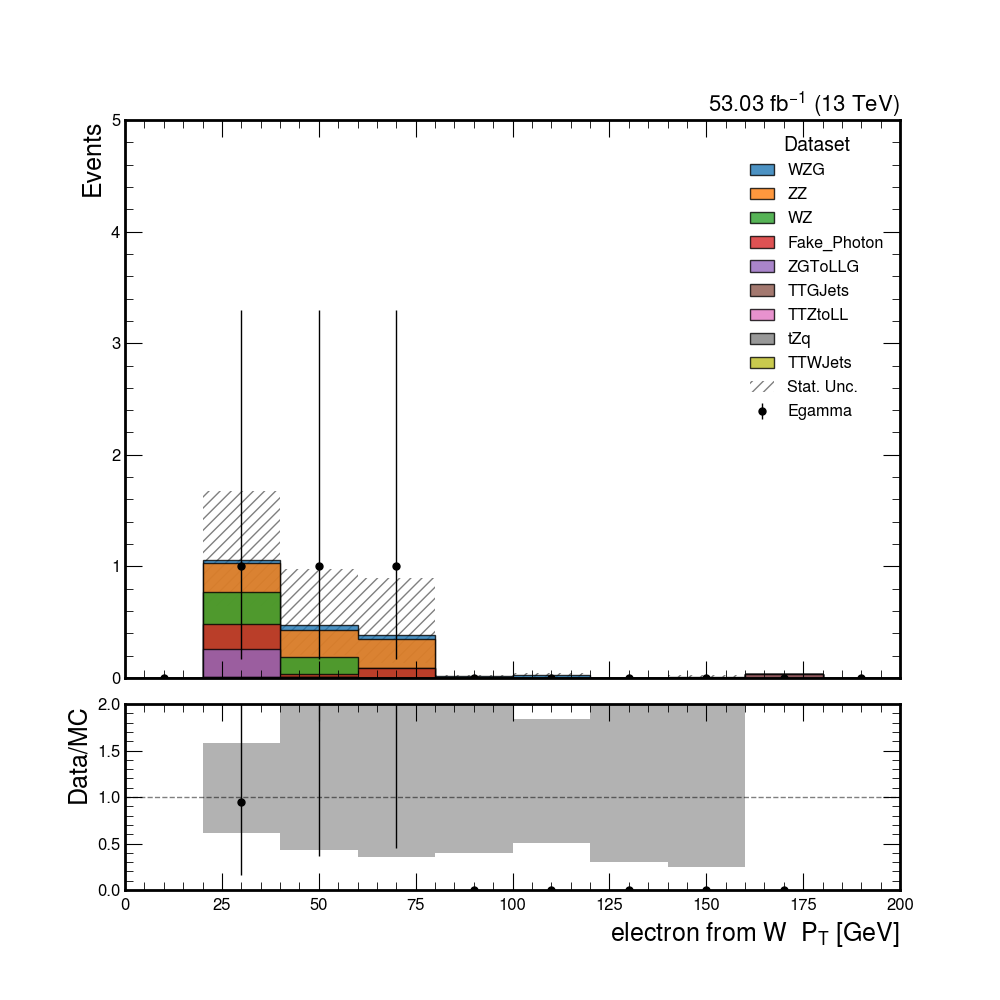 53.03 fb⁻¹ (13 TeV)
Events
5
4
3
2
1
0
Dataset
WZG
ZZ
WZ
Fake_Photon
ZGToLLG
TTGJets
TTZtoLL
tZq
TTWJets
Stat. Unc.
Egamma
Data/MC
2.0
1.5
1.0
0.5
0.0
0 25 50 75 100 125 150 175 200
electron from W P_T [GeV]